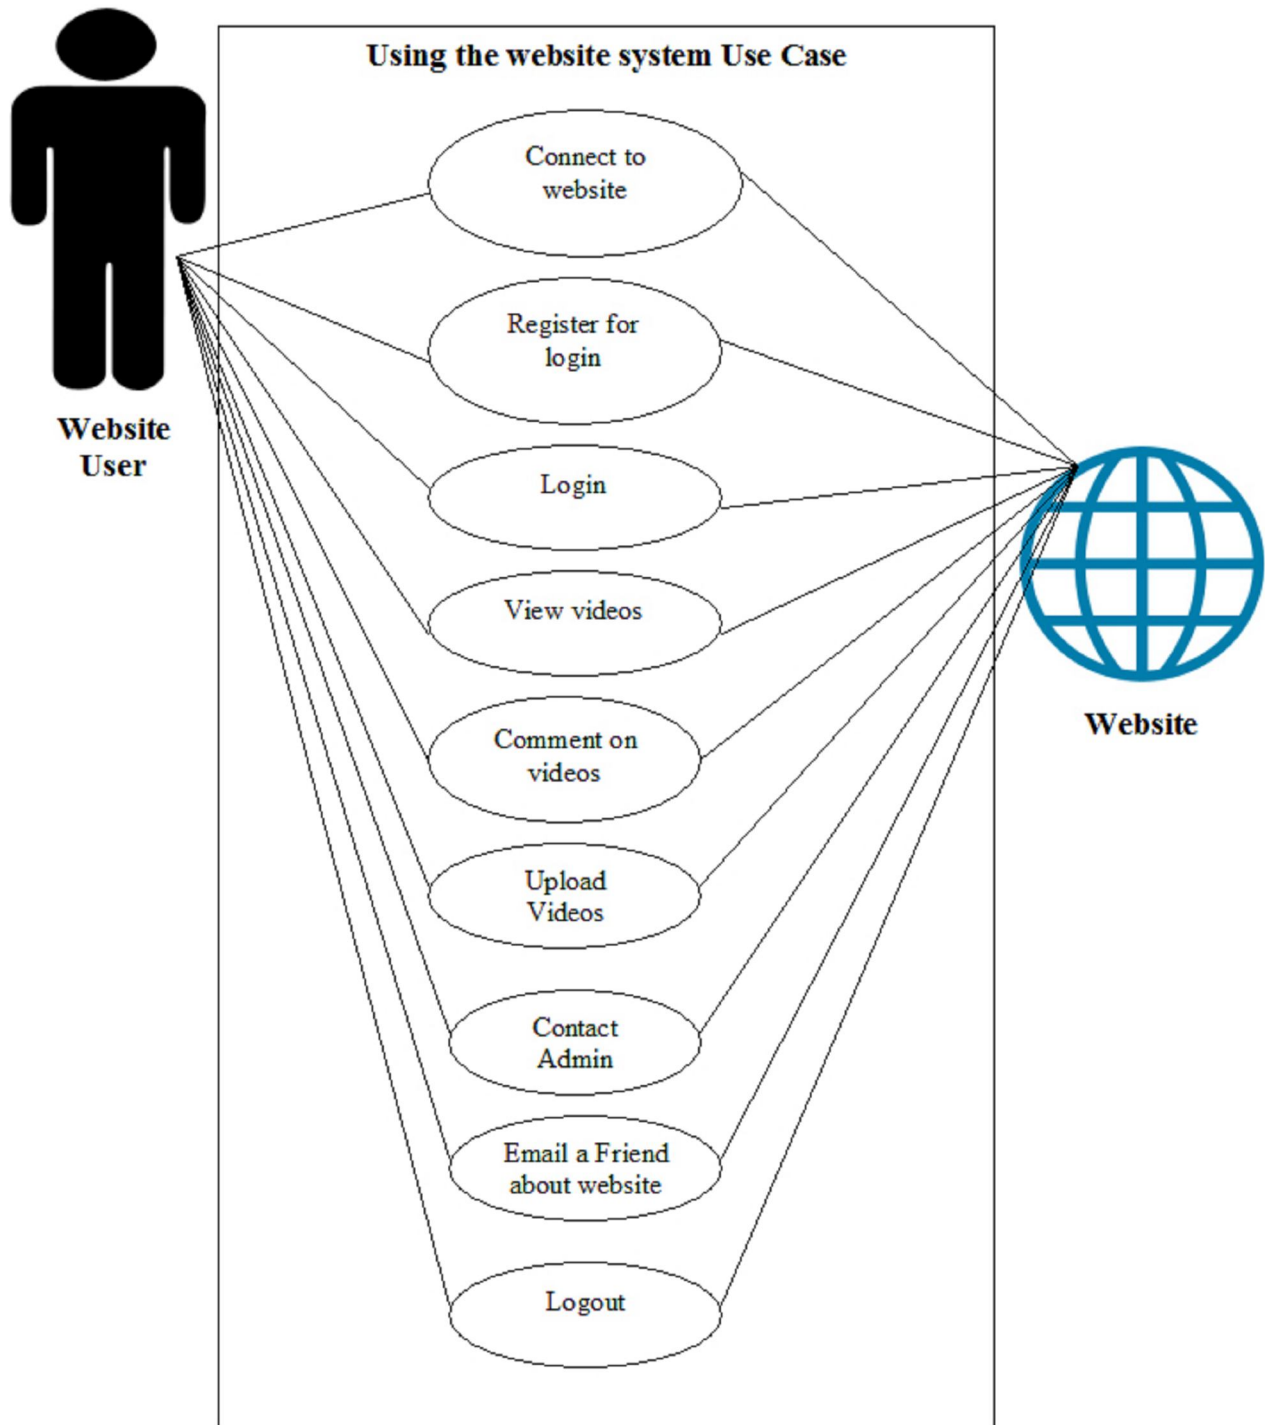 Using the website system Use Case
Connect to
website
Register for
login
Website
User
Login
View videos
Website
Comment on
videos
Upload
Videos
Contact
Admin
Email a Friend
about website
Logout